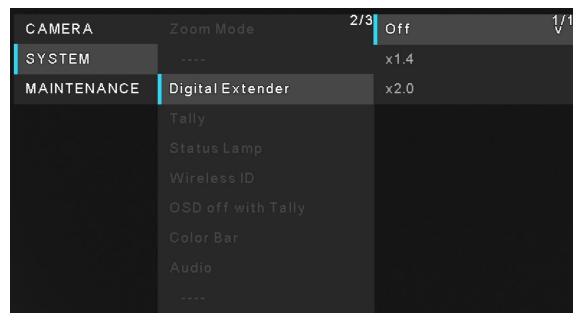 CAMERA
SYSTEM
MAINTENANCE
Zoom Mode 2/3
----
Digital Extender
Tally
Status Lamp
Wireless ID
OSD off with Tally
Color Bar
Audio
----
Off 1/1
x1.4
x2.0